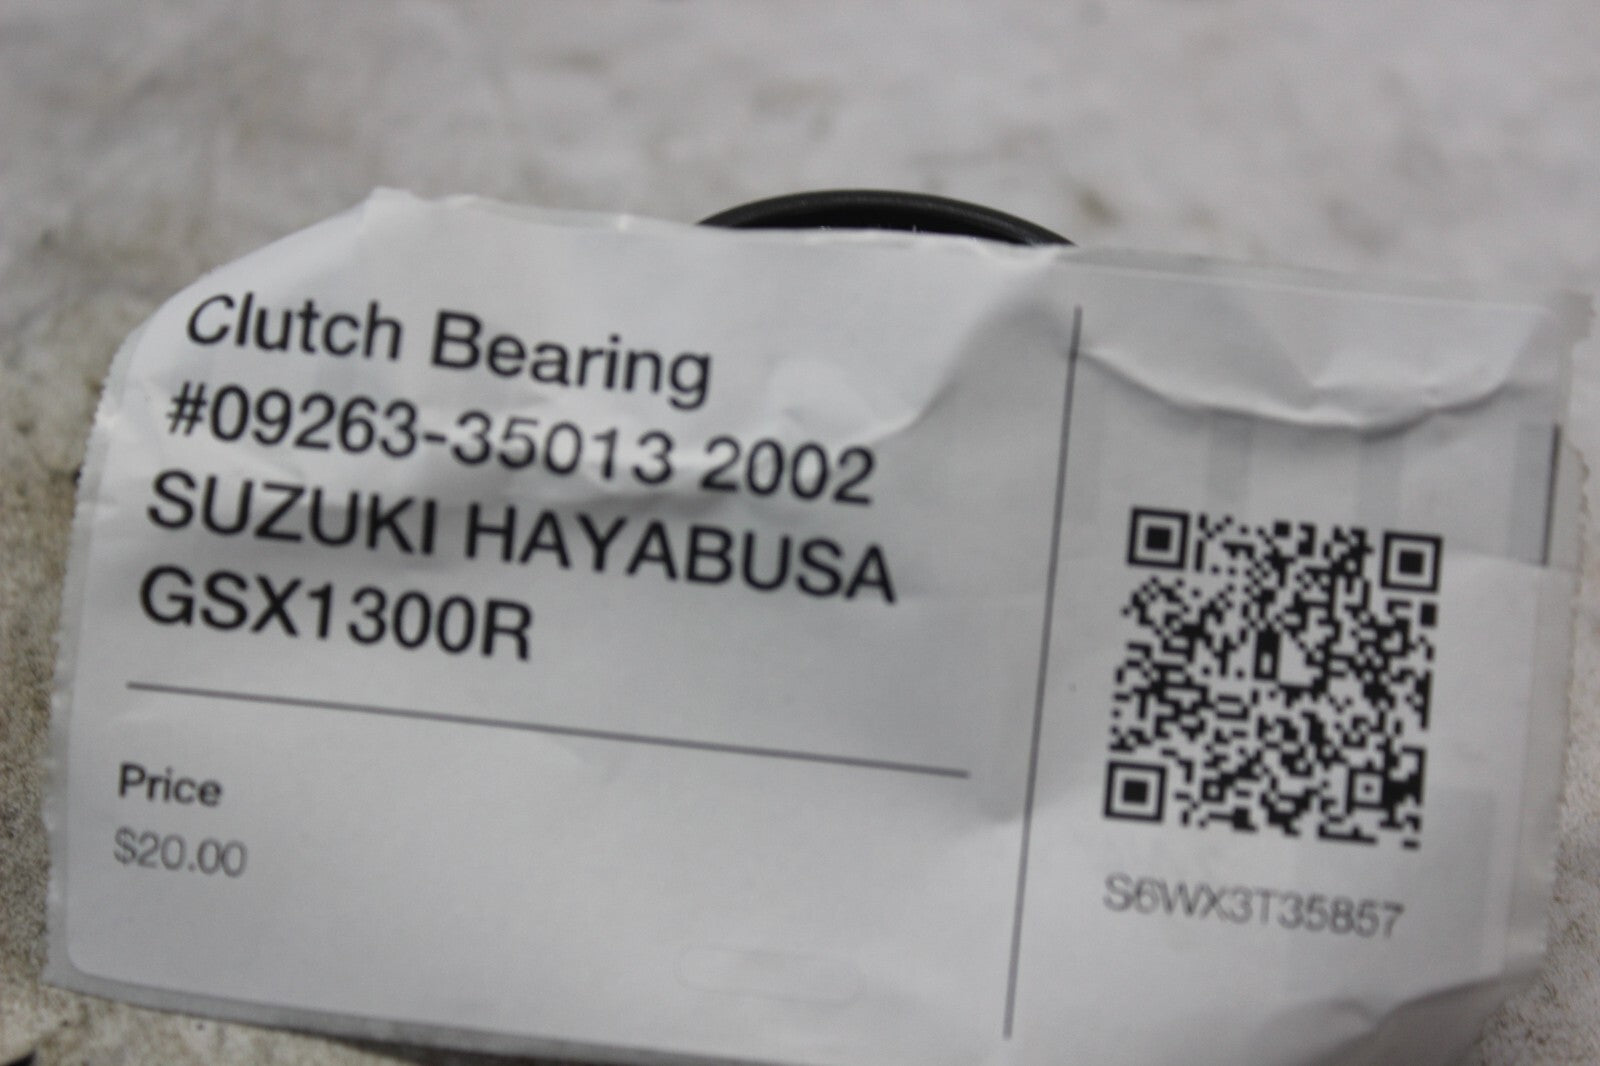 Clutch Bearing
#09263-35013 2002
SUZUKI HAYABUSA
GSX1300R
Price
$20.00
S6WX3T35857